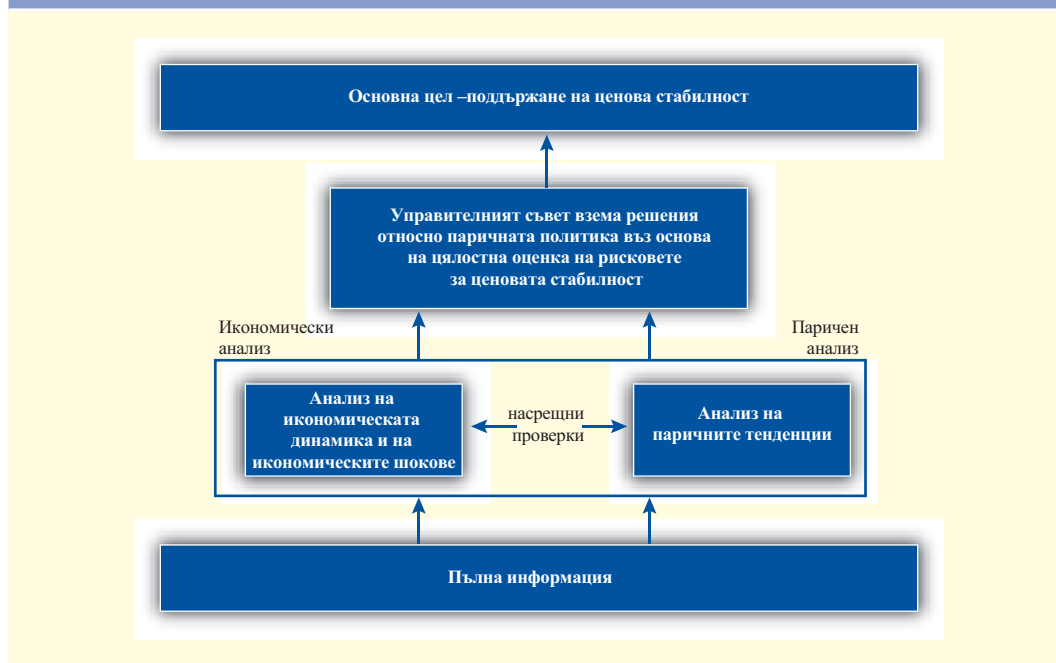 Основна цел –поддържане на ценова стабилност
Управителният съвет взема решения
относно паричната политика въз основа
на цялостна оценка на рисковете
за ценовата стабилност
Икономически
анализ
Паричен
анализ
Анализ на
икономическата
динамика и на
икономическите шокове
насрещни
проверки
Анализ на
паричните тенденции
Пълна информация